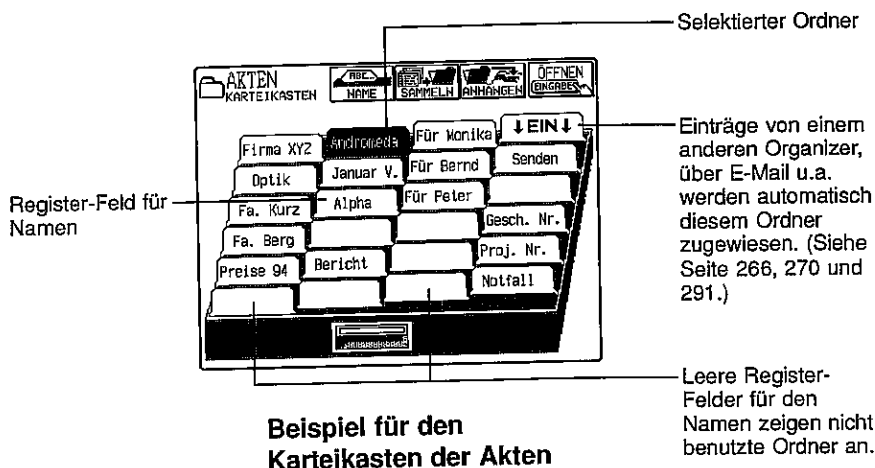 Selektierter Ordner
AKTEN
KARTEIKASTEN
ABC..
NAME
SAMMELN
ANHÄNGEN
ÖFFNEN
EINGABE
Firma XYZ
Andromeda
Für Monika
↓EIN↓
Optik
Januar V.
Für Bernd
Senden
Fa. Kurz
Alpha
Für Peter
Gesch. Nr.
Fa. Berg
Proj. Nr.
Preise 94
Bericht
Notfall
Register-Feld für
Namen
Einträge von einem
anderen Organizer,
über E-Mail u.a.
werden automatisch
diesem Ordner
zugewiesen. (Siehe
Seite 266, 270 und
291.)
Leere Register-
Felder für den
Namen zeigen nicht
benutzte Ordner an.
Beispiel für den
Karteikasten der Akten